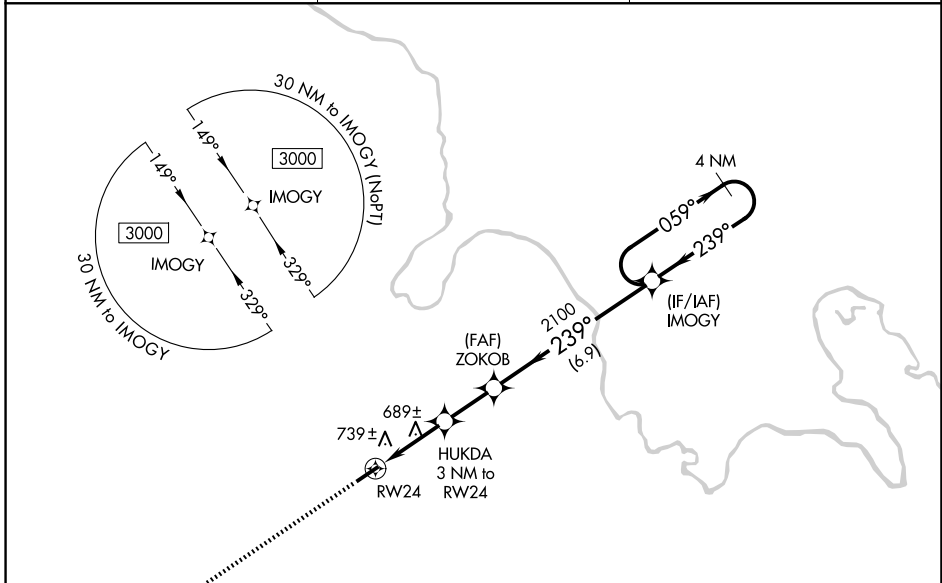 30 NM to IMOGY (NoPT)
149°
3000
IMOGY
329°
149°
3000
IMOGY
329°
30 NM to IMOGY
4 NM
059°
239°
(IF/IAF)
IMOGY
2100
239°
(6.9)
(FAF)
ZOKOB
689±
739±
HUKDA
3 NM to
RW24
RW24